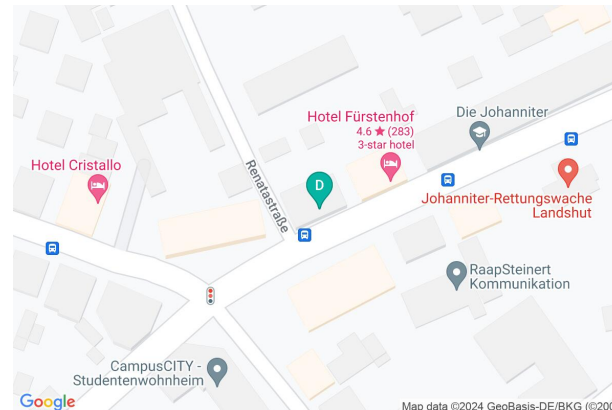 Hotel Fürstenhof
4.6 ★ (283)
3-star hotel
Die Johanniter
Hotel Cristallo
Renatastraße
D
Johanniter-Rettungswache
Landshut
RaapSteinert
Kommunikation
CampusCITY -
Studentenwohnheim
Google
Map data ©2024 GeoBasis-DE/BKG (©200